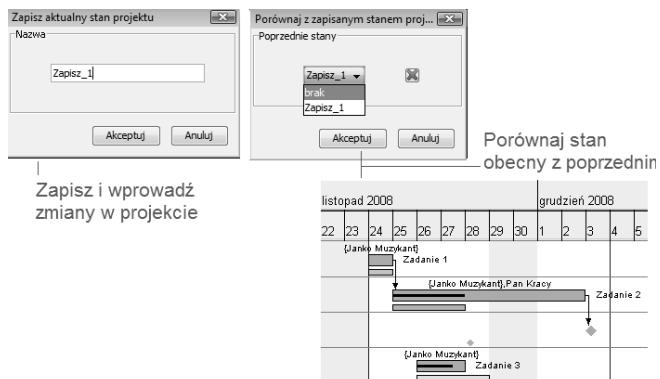 Zapisz aktualny stan projektu
Nazwa
Zapisz_1
Akceptuj Anuluj
Porównaj z zapisanym stanem proj...
Poprzednie stany
Zapisz_1
brak
Zapisz_1
Akceptuj Anuluj
Zapisz i wprowadź
zmiany w projekcie
Porównaj stan
obecny z poprzednim
listopad 2008 grudzień 2008
22 23 24 25 26 27 28 29 30 1 2 3 4 5
{Janko Muzykant}
Zadanie 1
{Janko Muzykant},Pan Kracy
Zadanie 2
{Janko Muzykant}
Zadanie 3